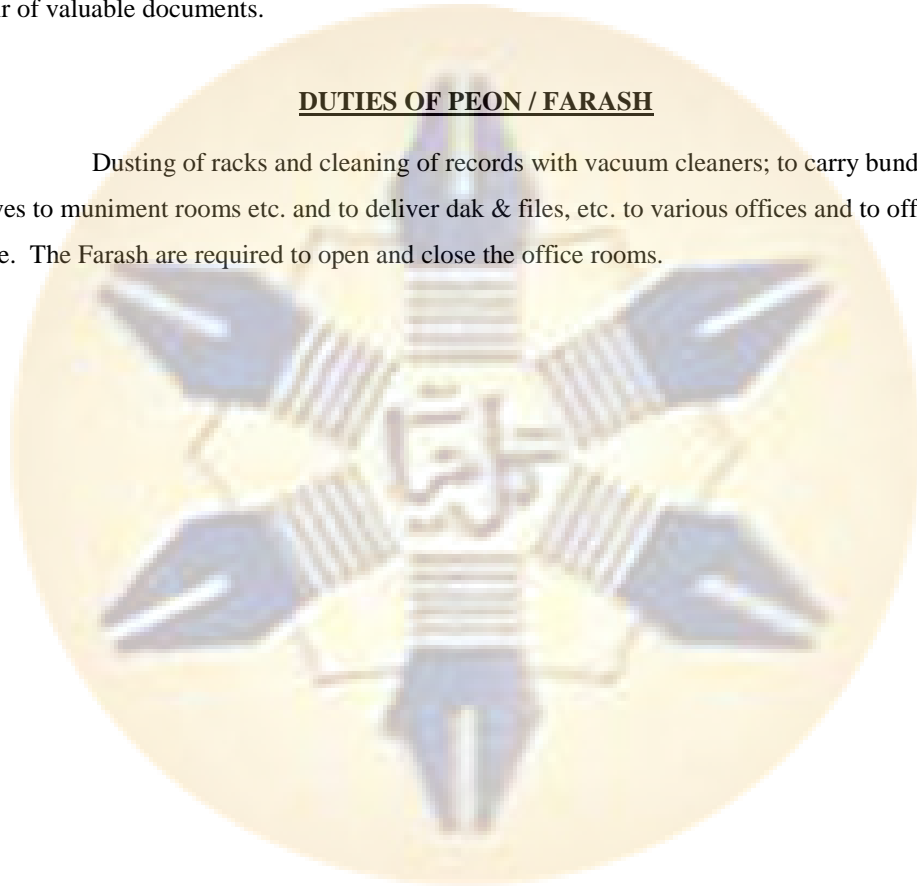 ir of valuable documents.
DUTIES OF PEON / FARASH
Dusting of racks and cleaning of records with vacuum cleaners; to carry bund
ves to muniment rooms etc. and to deliver dak & files, etc. to various offices and to off
e. The Farash are required to open and close the office rooms.